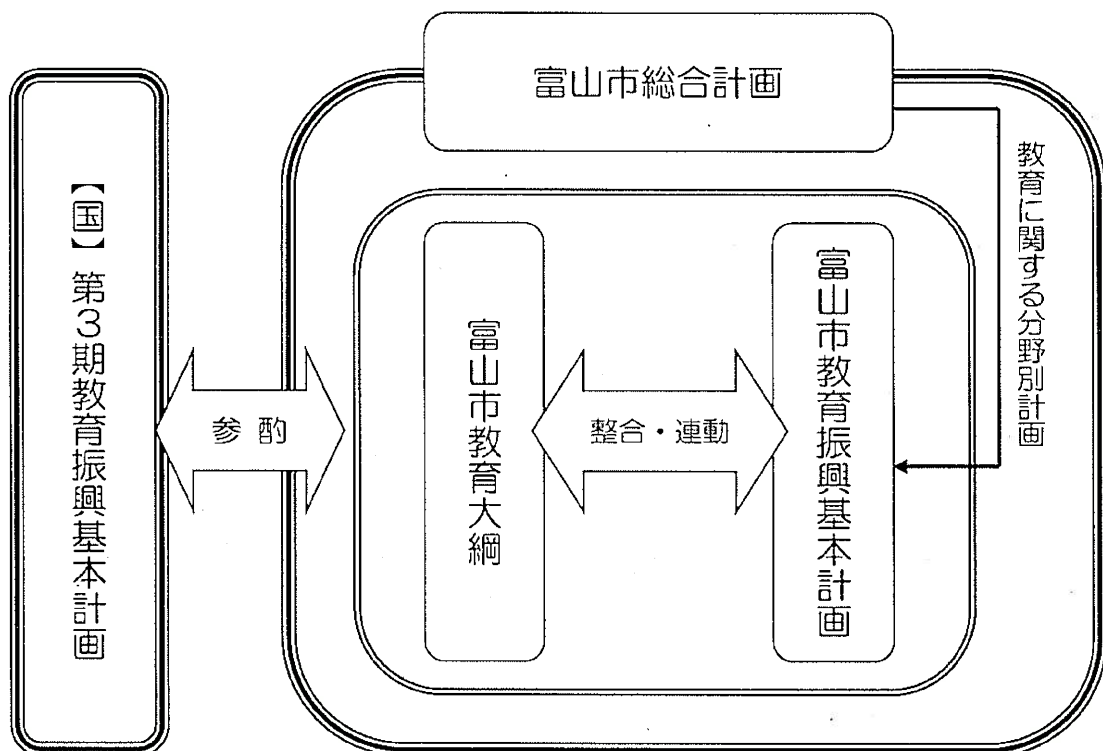 富山市総合計画
【国】第3期教育振興基本計画
参酌
富山市教育大綱
整合・連動
富山市教育振興基本計画
教育に関する分野別計画